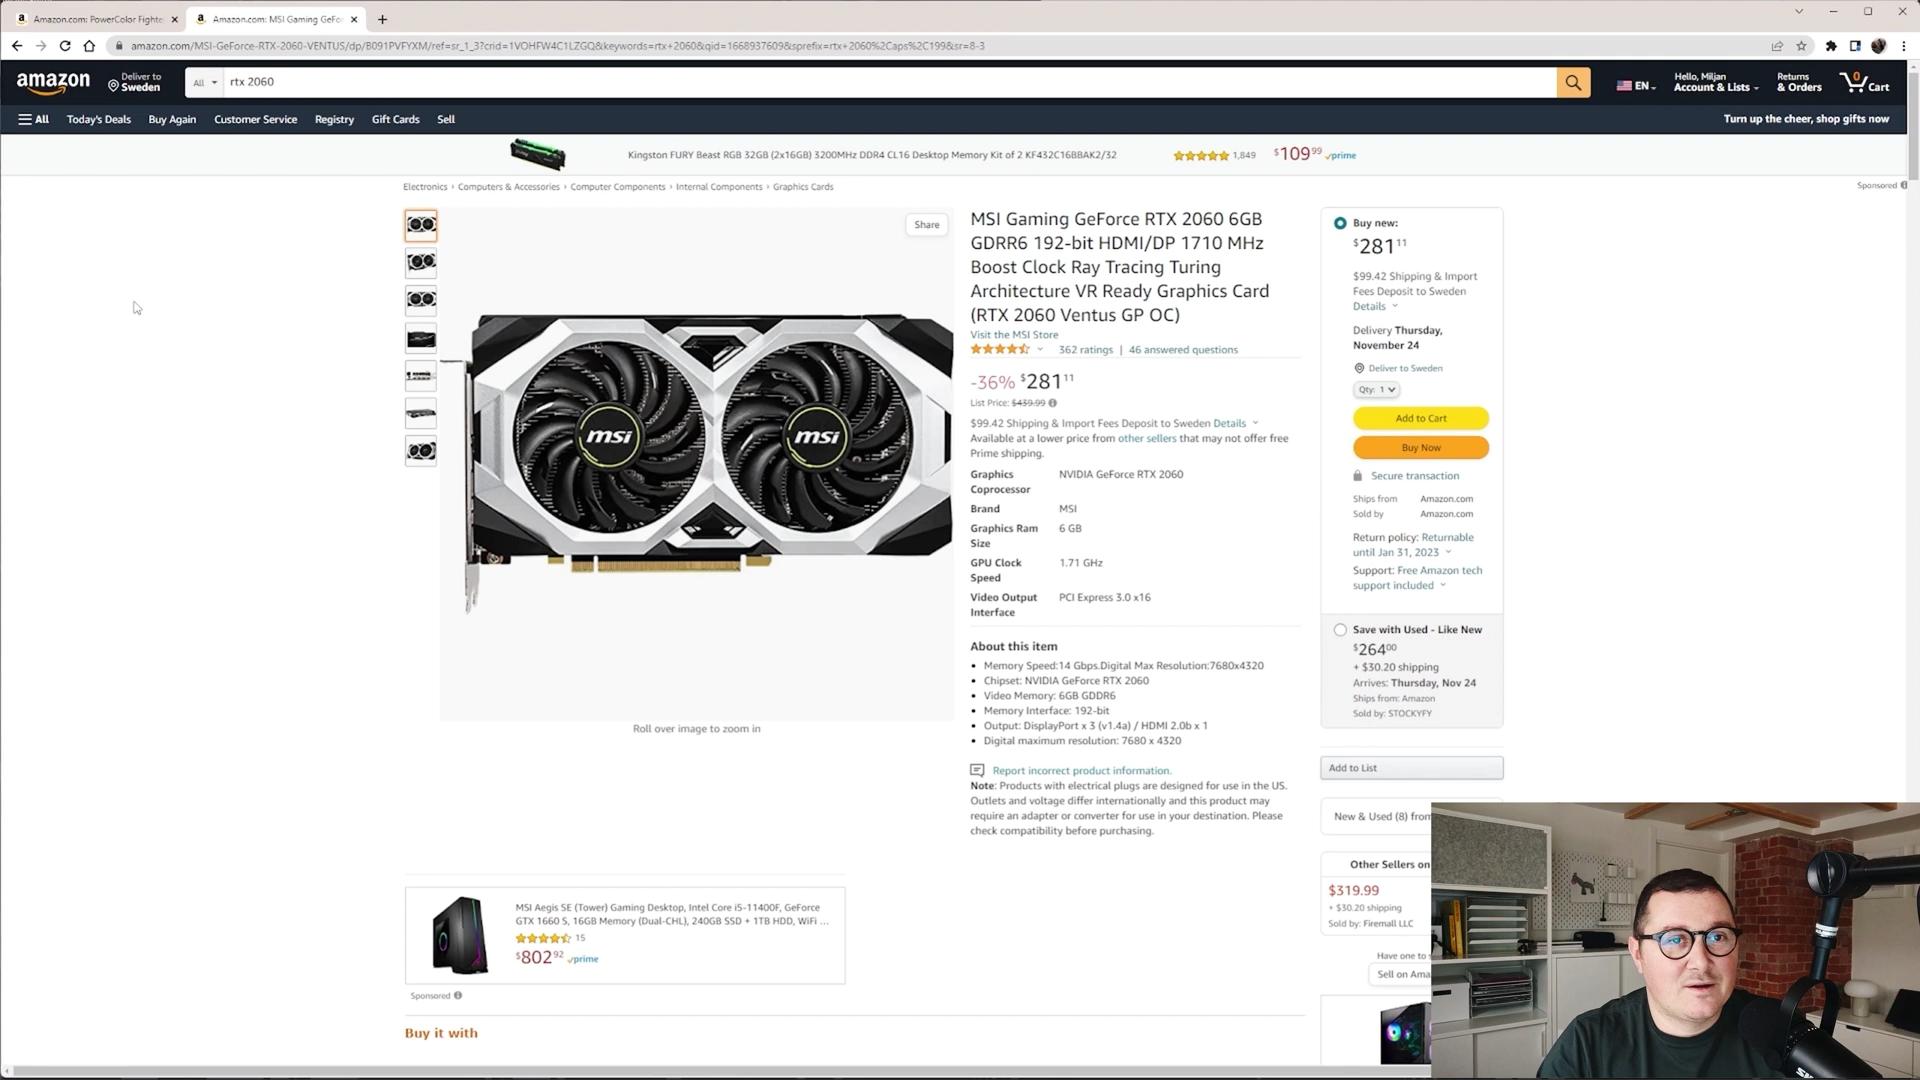 Amazon.com: PowerColor Fighte
Amazon.com: MSI Gaming GeFor
amazon.com/MSI-GeForce-RTX-2060-VENTUS/dp/B091PVFYXM/ref=sr_1_3?crid=1VOHFW4C1LZGQ&keywords=rtx+2060&qid=1668937609&sprefix=rtx+2060%2Caps%2C199&sr=8-3
amazon
Deliver to
Sweden
All
rtx 2060
EN
Hello, Miljan
Account & Lists
Returns
& Orders
0
Cart
All
Today's Deals
Buy Again
Customer Service
Registry
Gift Cards
Sell
Turn up the cheer, shop gifts now
Kingston FURY Beast RGB 32GB (2x16GB) 3200MHz DDR4 CL16 Desktop Memory Kit of 2 KF432C16BBAK2/32
1,849
$109 99 prime
Sponsored
Electronics › Computers & Accessories › Computer Components › Internal Components › Graphics Cards
Share
msi
msi
Roll over image to zoom in
MSI Gaming GeForce RTX 2060 6GB
GDRR6 192-bit HDMI/DP 1710 MHz
Boost Clock Ray Tracing Turing
Architecture VR Ready Graphics Card
(RTX 2060 Ventus GP OC)
Visit the MSI Store
362 ratings | 46 answered questions
-36% $281 11
List Price: $439.99
$99.42 Shipping & Import Fees Deposit to Sweden Details
Available at a lower price from other sellers that may not offer free
Prime shipping.
Graphics Coprocessor NVIDIA GeForce RTX 2060
Brand MSI
Graphics Ram Size 6 GB
GPU Clock Speed 1.71 GHz
Video Output Interface PCI Express 3.0 x16
About this item
• Memory Speed:14 Gbps.Digital Max Resolution:7680x4320
• Chipset: NVIDIA GeForce RTX 2060
• Video Memory: 6GB GDDR6
• Memory Interface: 192-bit
• Output: DisplayPort x 3 (v1.4a) / HDMI 2.0b x 1
• Digital maximum resolution: 7680 x 4320
Report incorrect product information.
Note: Products with electrical plugs are designed for use in the US.
Outlets and voltage differ internationally and this product may
require an adapter or converter for use in your destination. Please
check compatibility before purchasing.
Buy new:
$281 11
$99.42 Shipping & Import
Fees Deposit to Sweden
Details
Delivery Thursday,
November 24
Deliver to Sweden
Qty: 1
Add to Cart
Buy Now
Secure transaction
Ships from Amazon.com
Sold by Amazon.com
Return policy: Returnable
until Jan 31, 2023
Support: Free Amazon tech
support included
Save with Used - Like New
$264 00
+ $30.20 shipping
Arrives: Thursday, Nov 24
Ships from: Amazon
Sold by: STOCKYFY
Add to List
New & Used (8) from
Other Sellers on
$319.99
+ $30.20 shipping
Sold by: Firemall LLC
Have one to
Sell on Ama
MSI Aegis SE (Tower) Gaming Desktop, Intel Core i5-11400F, GeForce
GTX 1660 S, 16GB Memory (Dual-CHL), 240GB SSD + 1TB HDD, WiFi ...
15
$802 92 prime
Sponsored
Buy it with